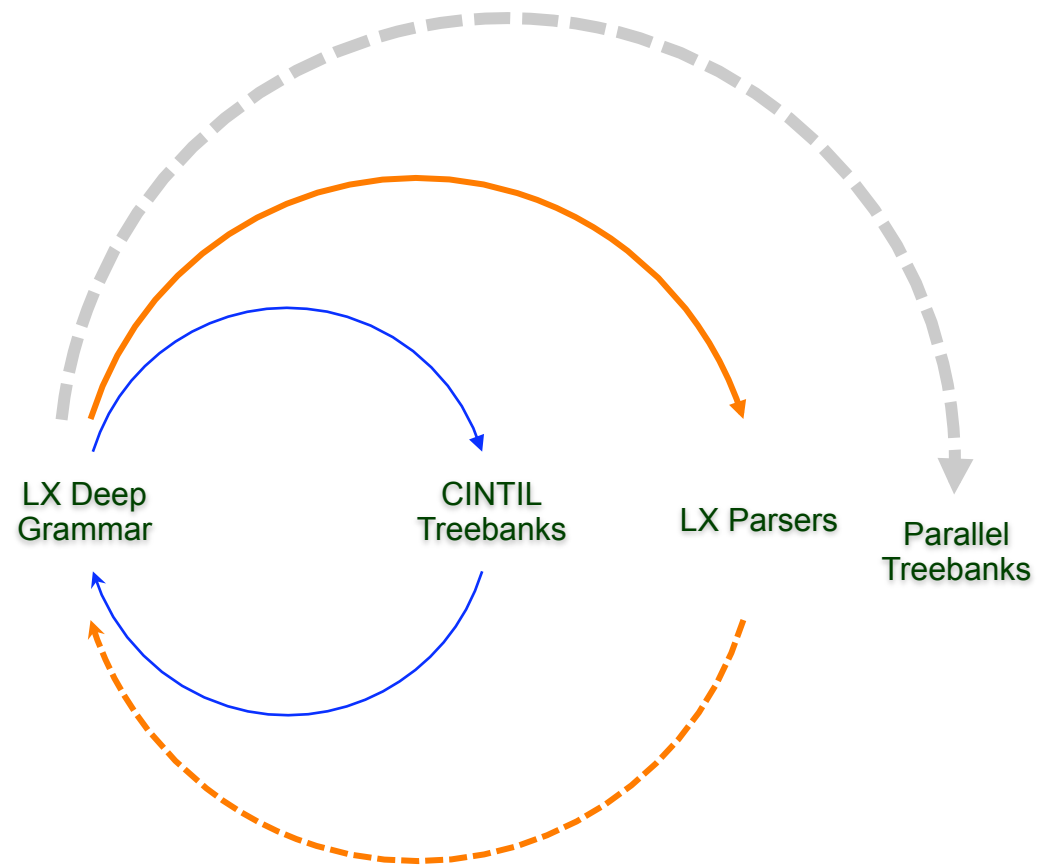 LX Deep
Grammar
CINTIL
Treebanks
LX Parsers
Parallel
Treebanks